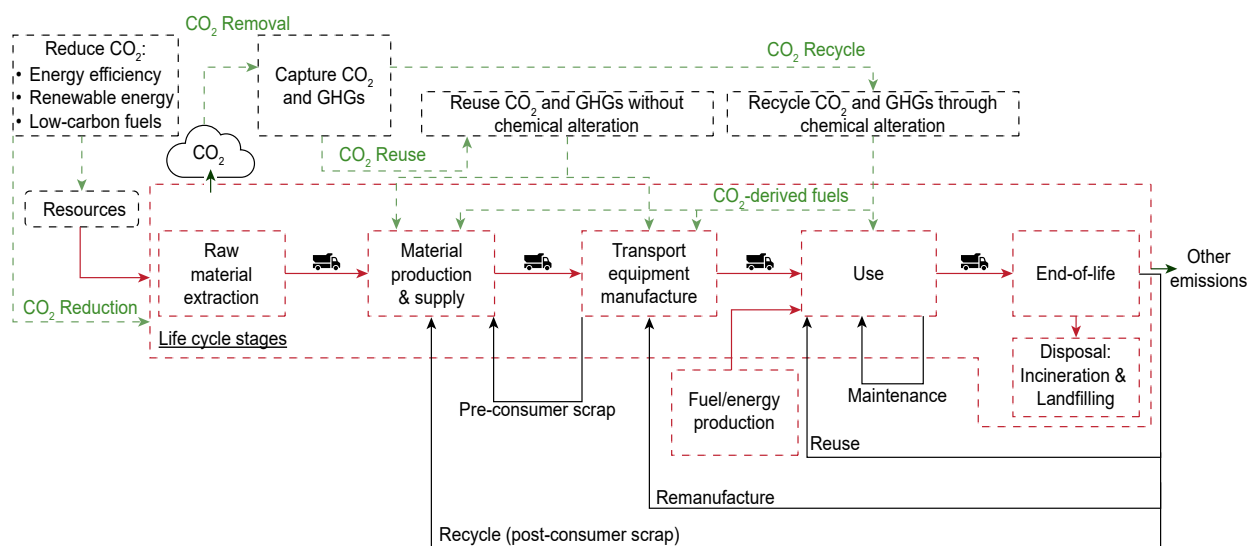 CO₂ Removal
Reduce CO₂:
• Energy efficiency
• Renewable energy
• Low-carbon fuels
Capture CO₂
and GHGs
CO₂ Recycle
Reuse CO₂ and GHGs without
chemical alteration
Recycle CO₂ and GHGs through
chemical alteration
CO₂
CO₂ Reuse
Resources
CO₂-derived fuels
Raw
material
extraction
Material
production
& supply
Transport
equipment
manufacture
Use
End-of-life
Other
emissions
CO₂ Reduction
Life cycle stages
Disposal:
Incineration &
Landfilling
Fuel/energy
production
Maintenance
Pre-consumer scrap
Reuse
Remanufacture
Recycle (post-consumer scrap)